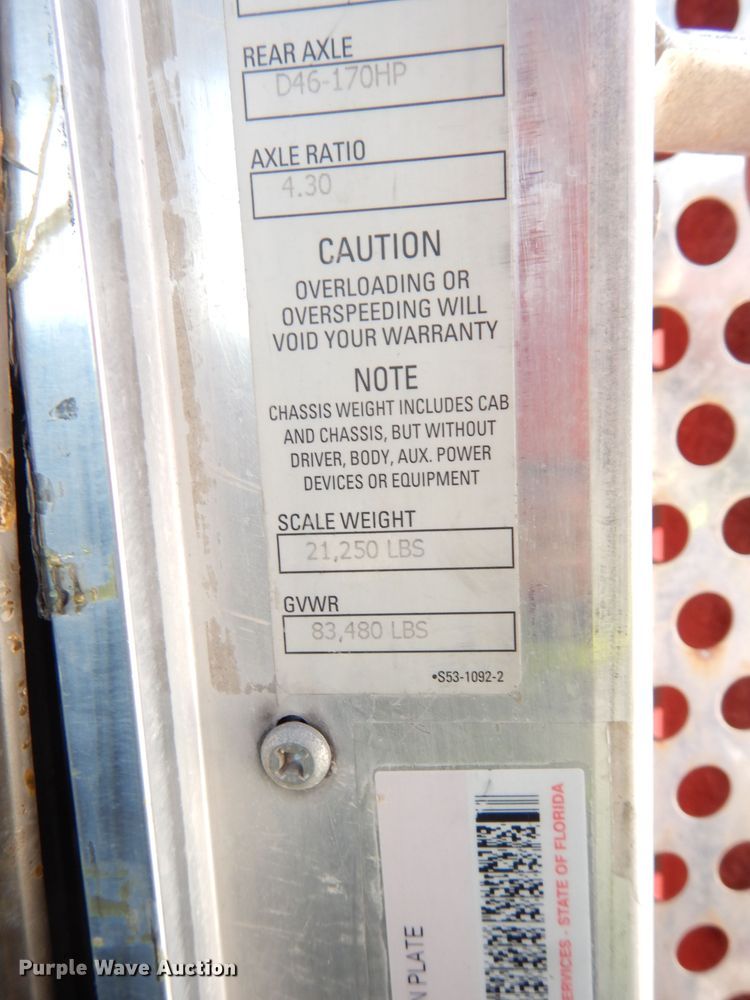 REAR AXLE
D46-170HP
AXLE RATIO
4.30
CAUTION
OVERLOADING OR
OVERSPEEDING WILL
VOID YOUR WARRANTY
NOTE
CHASSIS WEIGHT INCLUDES CAB
AND CHASSIS, BUT WITHOUT
DRIVER, BODY, AUX. POWER
DEVICES OR EQUIPMENT
SCALE WEIGHT
21,250 LBS
GVWR
83,480 LBS
•S53-1092-2
N PLATE
ERVICES - STATE OF FLORIDA
Purple Wave Auction